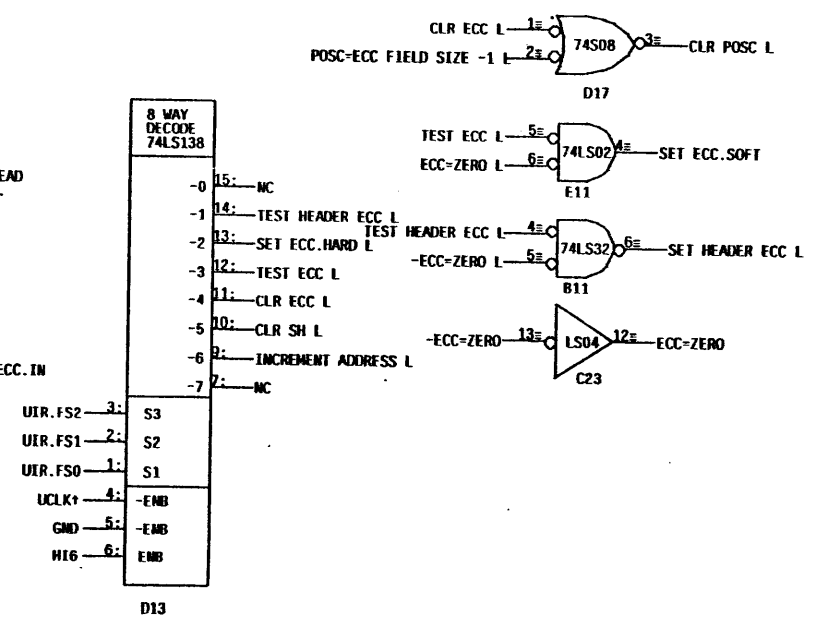 CLR ECC L 1 74S08 3 CLR POSC L
POSC=ECC FIELD SIZE -1 L 2
D17
8 WAY
DECODE
74LS138
EAD
-0 15: NC
-1 14: TEST HEADER ECC L
-2 13: SET ECC.HARD L
-3 12: TEST ECC L
-4 11: CLR ECC L
-5 10: CLR SH L
-6 9: INCREMENT ADDRESS L
-7 7: NC
ECC.IN
UIR.FS2 3: S3
UIR.FS1 2: S2
UIR.FS0 1: S1
UCLK↑ 4: -ENB
GND 5: -ENB
HI6 6: ENB
D13
TEST ECC L 5 74LS02 4 SET ECC.SOFT
ECC=ZERO L 6
E11
TEST HEADER ECC L 4 74LS32 6 SET HEADER ECC L
-ECC=ZERO L 5
B11
-ECC=ZERO 13 LS04 12 ECC=ZERO
C23